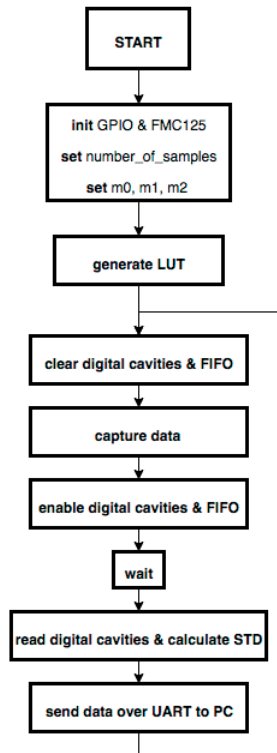 START
init GPIO & FMC125
set number_of_samples
set m0, m1, m2
generate LUT
clear digital cavities & FIFO
capture data
enable digital cavities & FIFO
wait
read digital cavities & calculate STD
send data over UART to PC